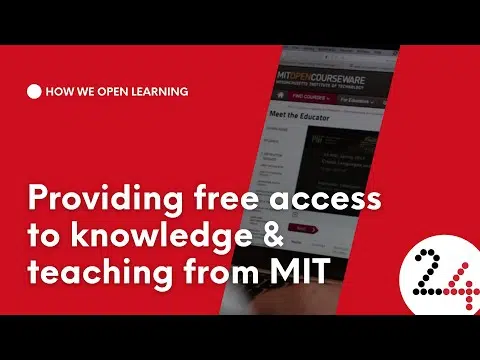 HOW WE OPEN LEARNING
MITOPENCOURSEWARE
MASSACHUSETTS INSTITUTE OF TECHNOLOGY
FIND COURSES
For Educators
Meet the Educator
Providing free access
to knowledge &
teaching from MIT
24